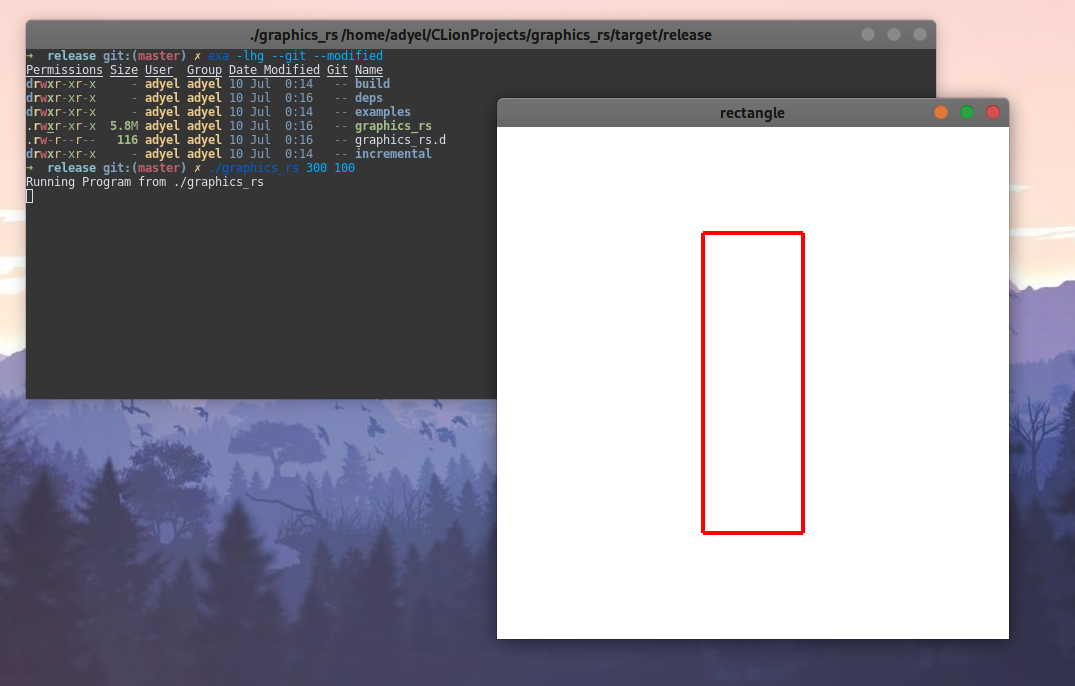 ./graphics_rs /home/adyel/CLionProjects/graphics_rs/target/release
➜  release git:(master) ✗ exa -lhg --git --modified
Permissions Size User  Group Date Modified Git Name
drwxr-xr-x     - adyel adyel 10 Jul  0:14   -- build
drwxr-xr-x     - adyel adyel 10 Jul  0:16   -- deps
drwxr-xr-x     - adyel adyel 10 Jul  0:14   -- examples
.rwxr-xr-x  5.8M adyel adyel 10 Jul  0:16   -- graphics_rs
.rw-r--r--   116 adyel adyel 10 Jul  0:16   -- graphics_rs.d
drwxr-xr-x     - adyel adyel 10 Jul  0:14   -- incremental
➜  release git:(master) ✗ ./graphics_rs 300 100
Running Program from ./graphics_rs
rectangle